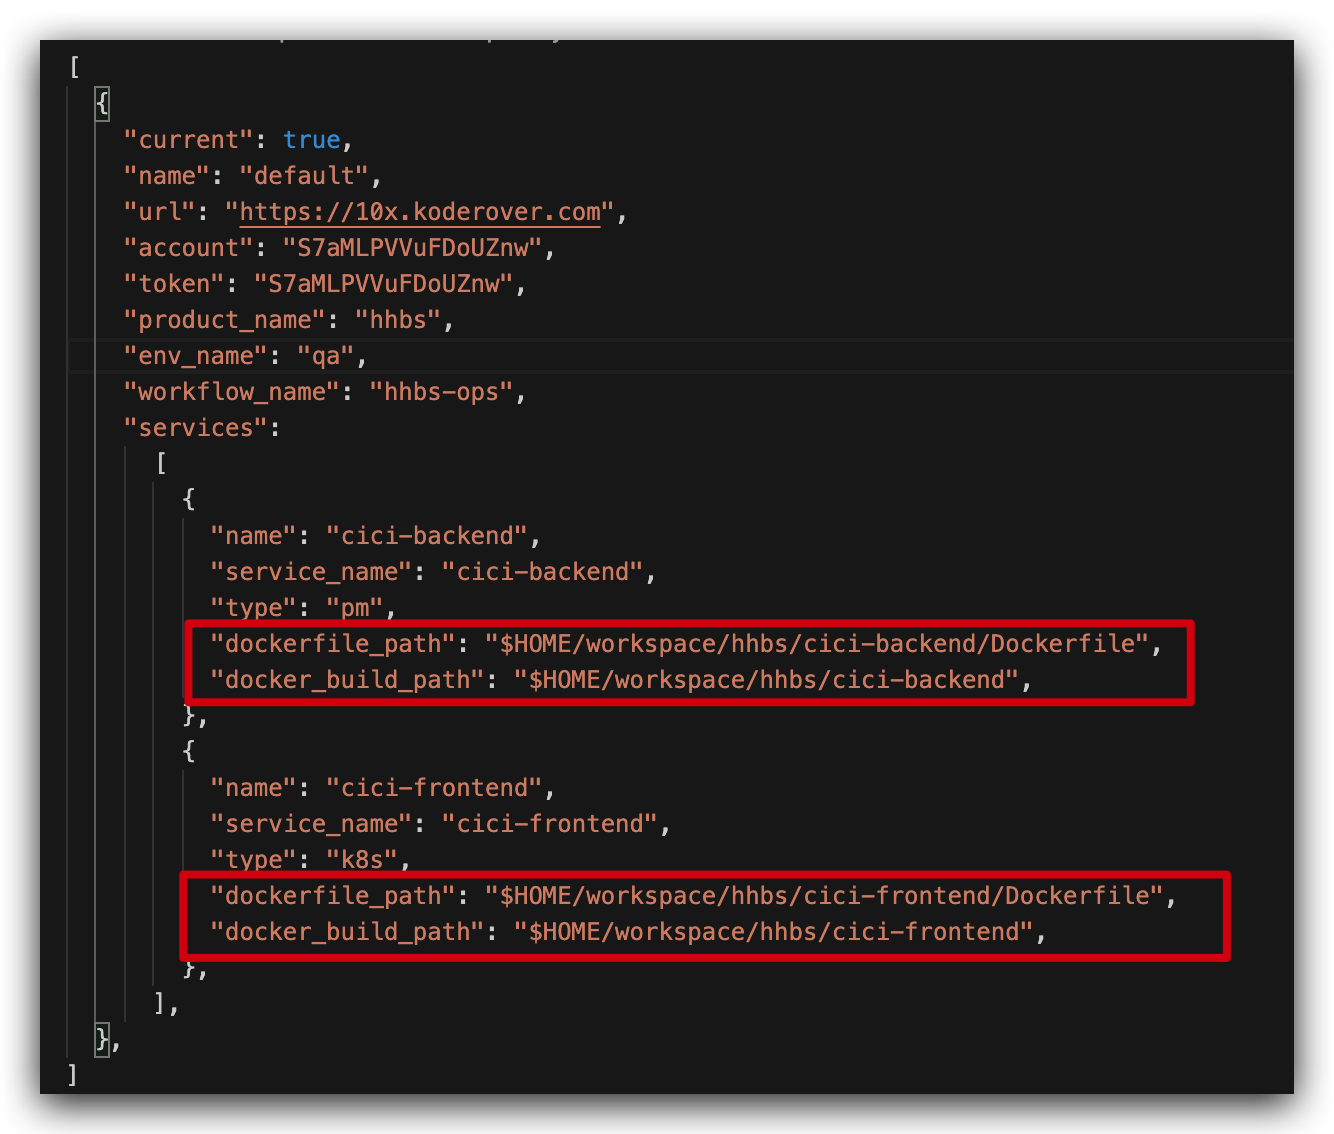 [
{
"current": true,
"name": "default",
"url": "https://10x.koderover.com",
"account": "S7aMLPVVuFDoUZnw",
"token": "S7aMLPVVuFDoUZnw",
"product_name": "hhbs",
"env_name": "qa",
"workflow_name": "hhbs-ops",
"services":
[
{
"name": "cici-backend",
"service_name": "cici-backend",
"type": "pm",
"dockerfile_path": "$HOME/workspace/hhbs/cici-backend/Dockerfile",
"docker_build_path": "$HOME/workspace/hhbs/cici-backend",
},
{
"name": "cici-frontend",
"service_name": "cici-frontend",
"type": "k8s",
"dockerfile_path": "$HOME/workspace/hhbs/cici-frontend/Dockerfile",
"docker_build_path": "$HOME/workspace/hhbs/cici-frontend",
},
],
},
]